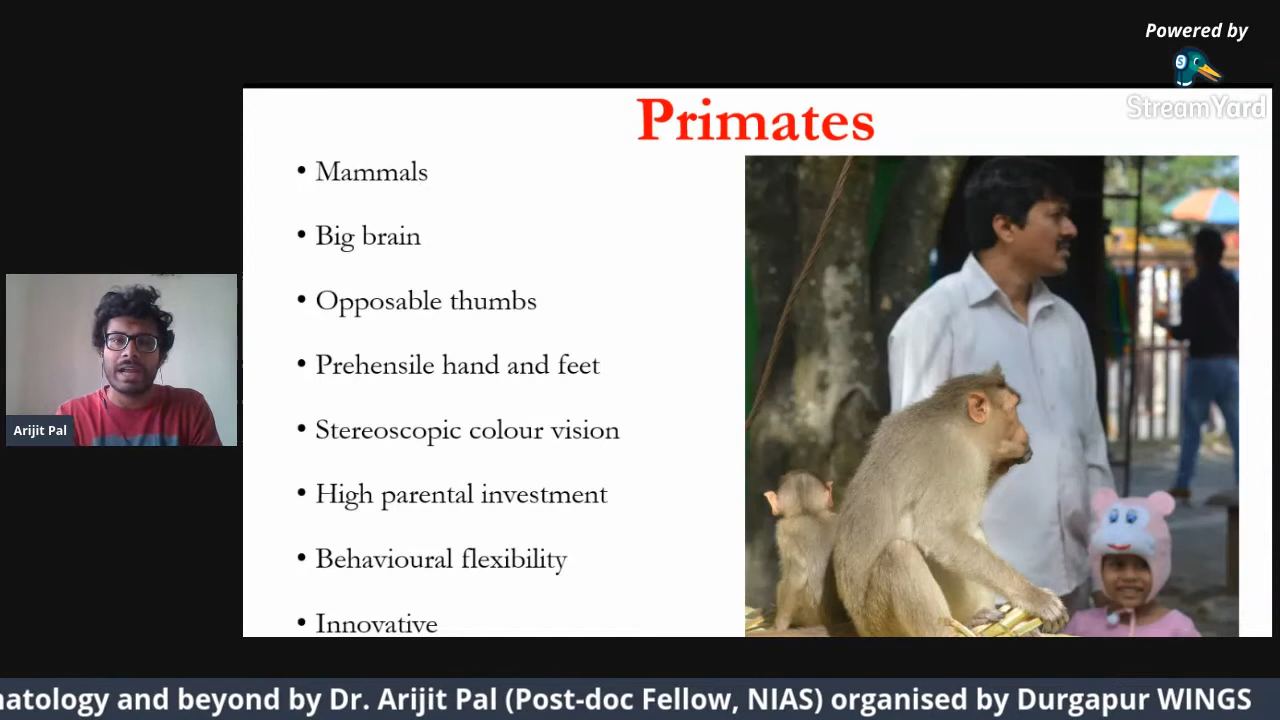 Powered by
StreamYard
Primates
• Mammals
• Big brain
• Opposable thumbs
• Prehensile hand and feet
• Stereoscopic colour vision
• High parental investment
• Behavioural flexibility
• Innovative
Arijit Pal
and beyond by Dr. Arijit Pal (Post-doc Fellow, NIAS) organised by Durgapur WINGS